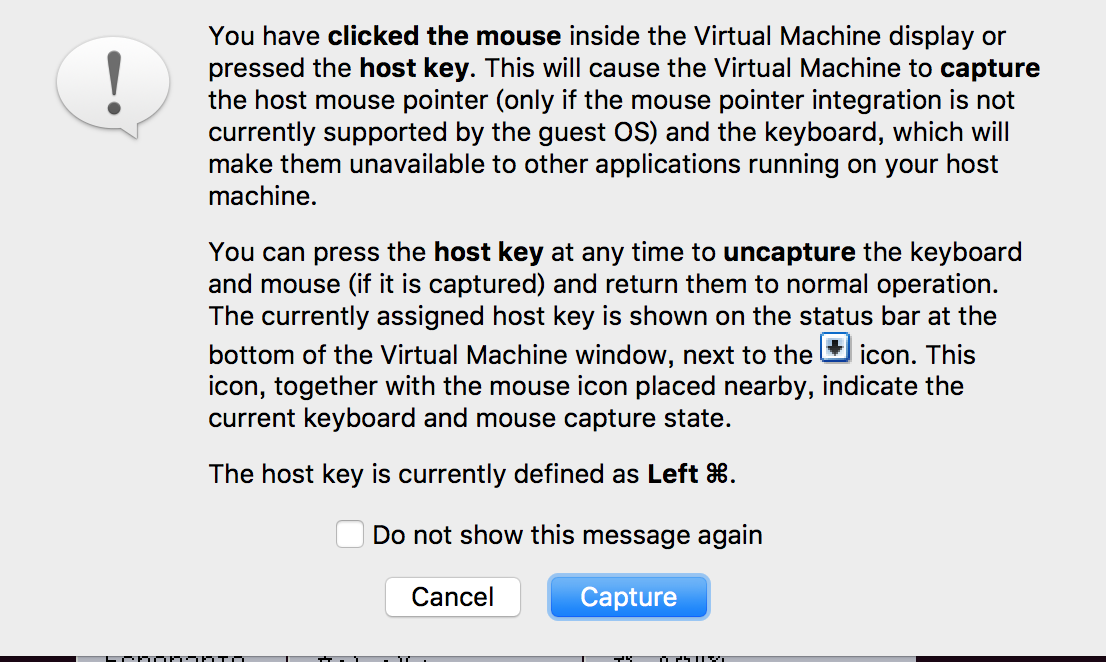 You have clicked the mouse inside the Virtual Machine display or
pressed the host key. This will cause the Virtual Machine to capture
the host mouse pointer (only if the mouse pointer integration is not
currently supported by the guest OS) and the keyboard, which will
make them unavailable to other applications running on your host
machine.
You can press the host key at any time to uncapture the keyboard
and mouse (if it is captured) and return them to normal operation.
The currently assigned host key is shown on the status bar at the
bottom of the Virtual Machine window, next to the icon. This
icon, together with the mouse icon placed nearby, indicate the
current keyboard and mouse capture state.
The host key is currently defined as Left ⌘.
Do not show this message again
Cancel
Capture